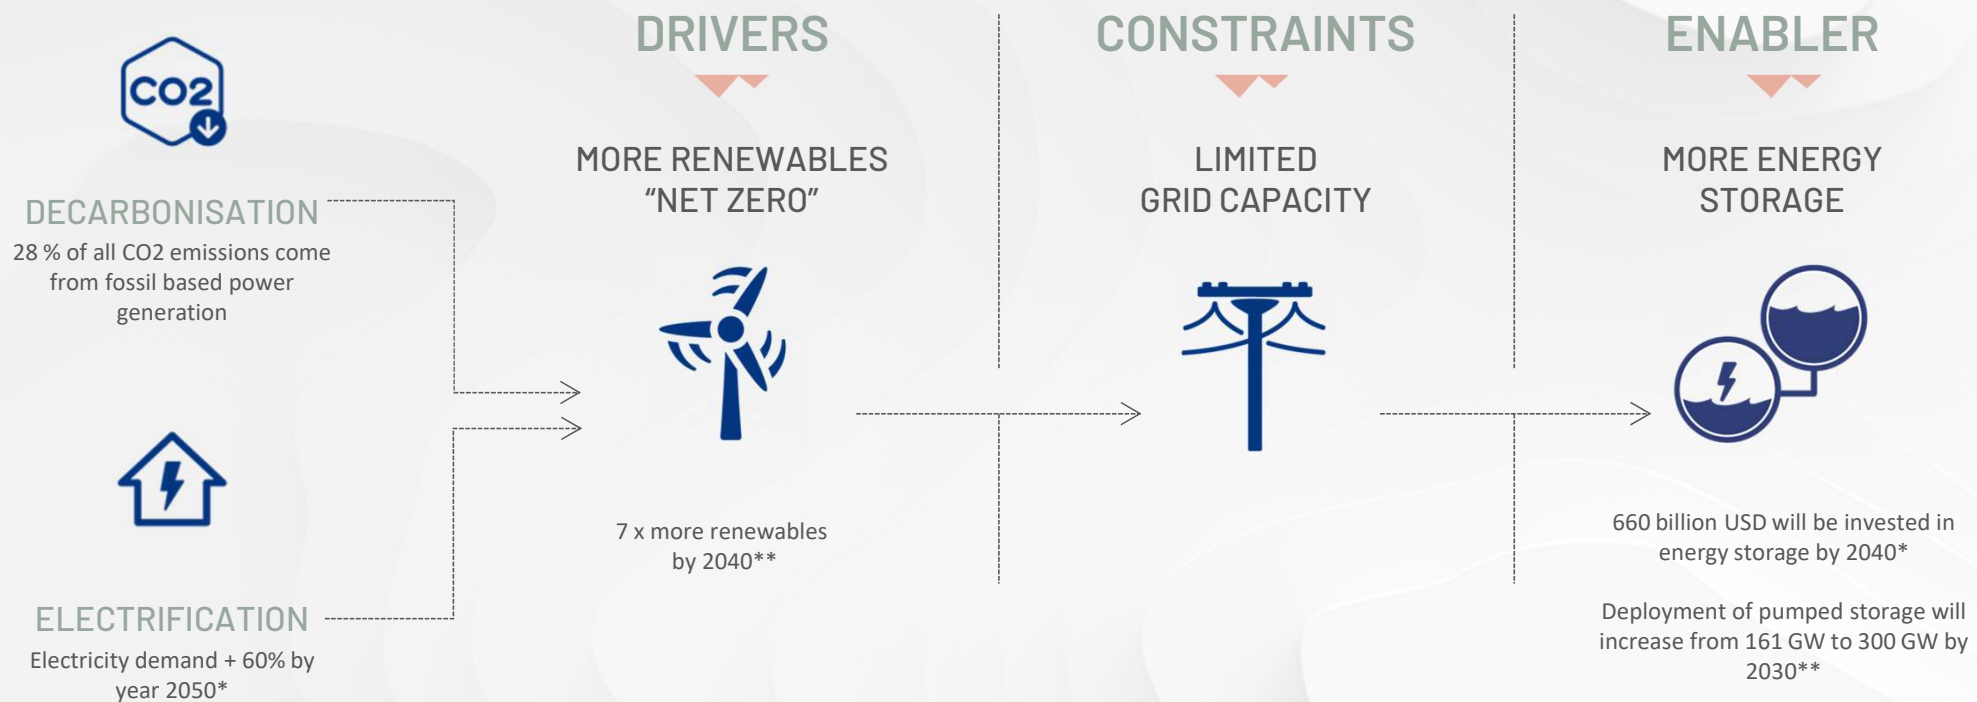 CO2
DECARBONISATION
28 % of all CO2 emissions come
from fossil based power
generation
ELECTRIFICATION
Electricity demand + 60% by
year 2050*
DRIVERS
MORE RENEWABLES
“NET ZERO”
7 x more renewables
by 2040**
CONSTRAINTS
LIMITED
GRID CAPACITY
ENABLER
MORE ENERGY
STORAGE
660 billion USD will be invested in
energy storage by 2040*
Deployment of pumped storage will
increase from 161 GW to 300 GW by
2030**